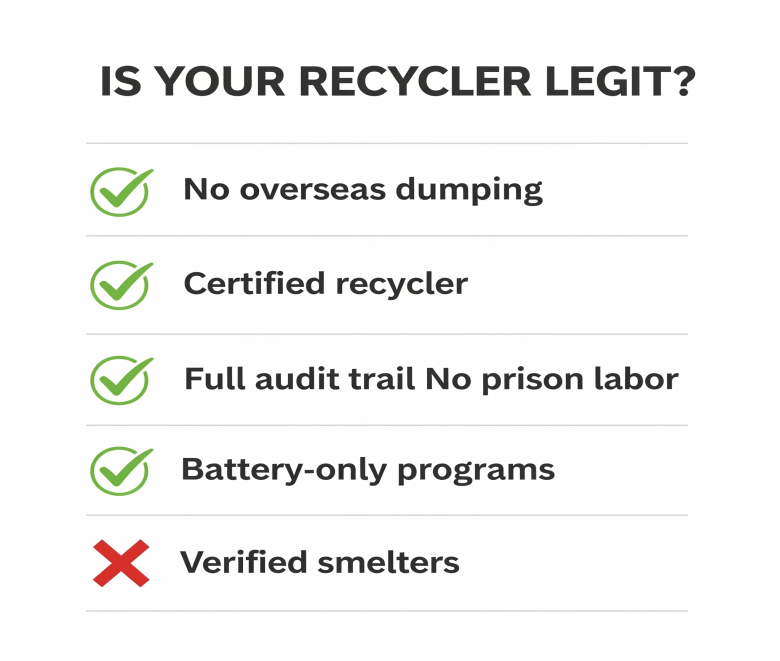 IS YOUR RECYCLER LEGIT?
No overseas dumping
Certified recycler
Full audit trail No prison labor
Battery-only programs
Verified smelters